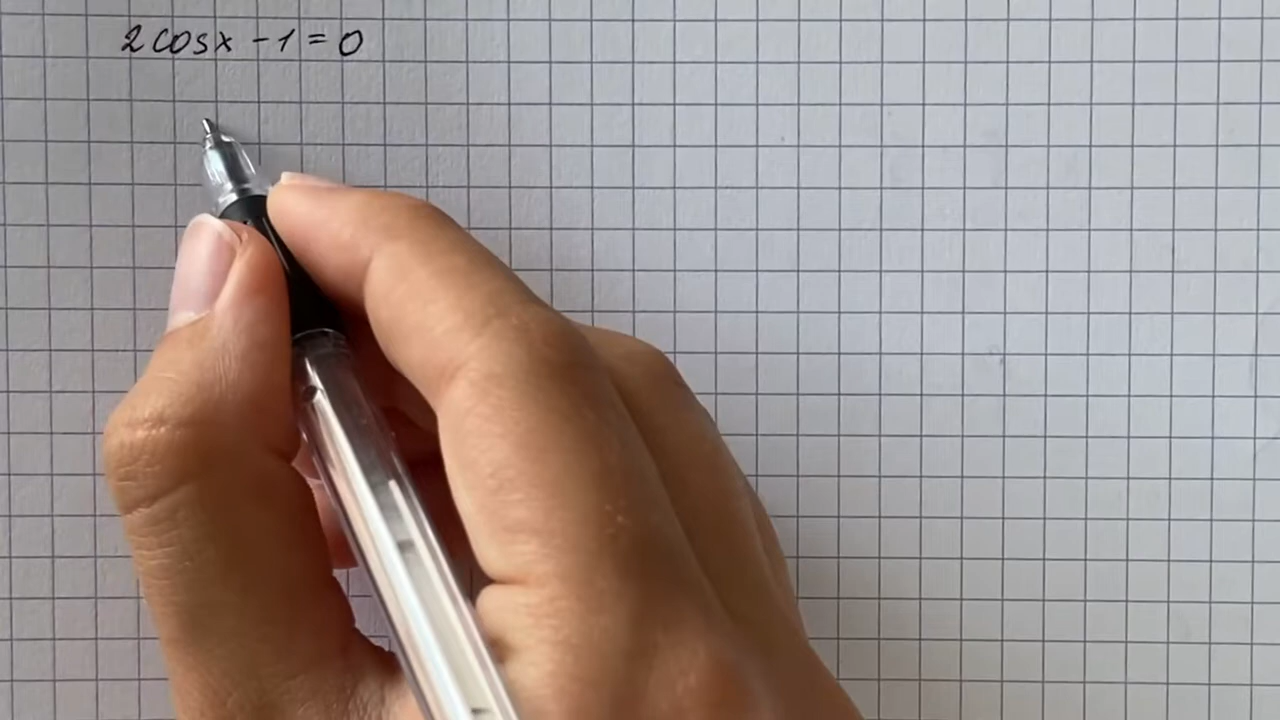 2cosx - 1 = 0